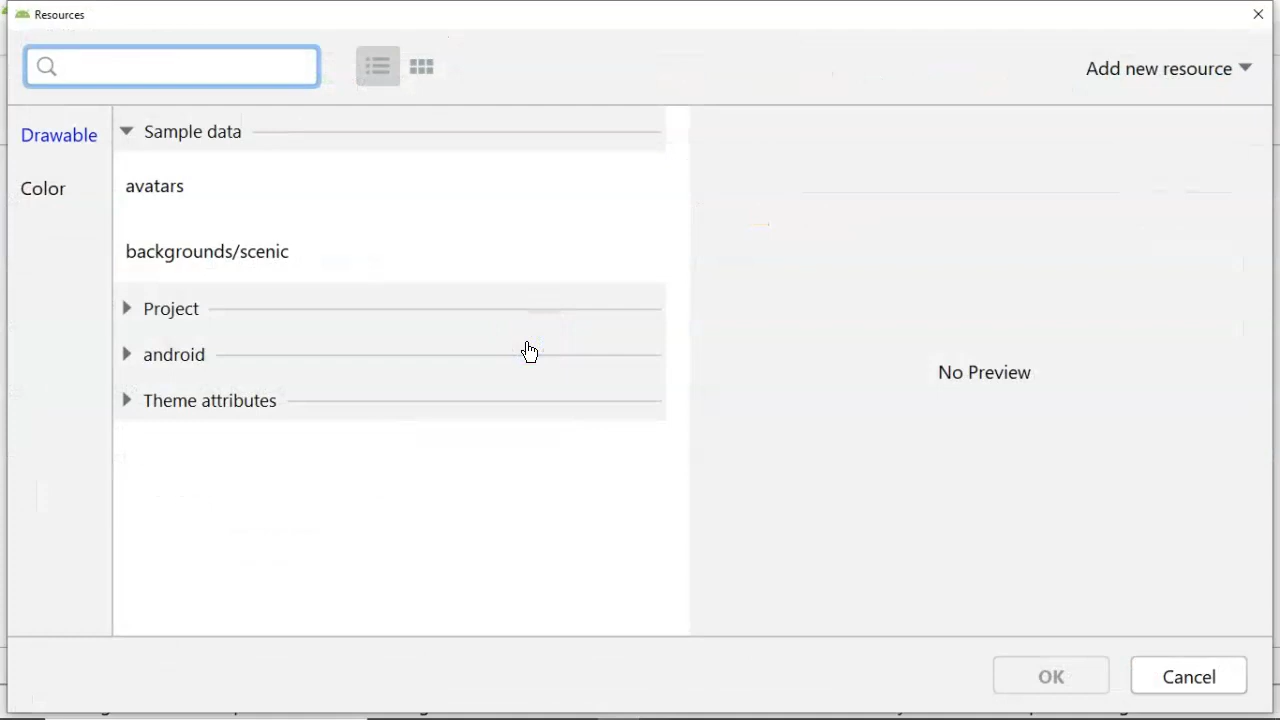 Resources
Add new resource
Drawable
Color
Sample data
avatars
backgrounds/scenic
Project
android
Theme attributes
No Preview
OK
Cancel